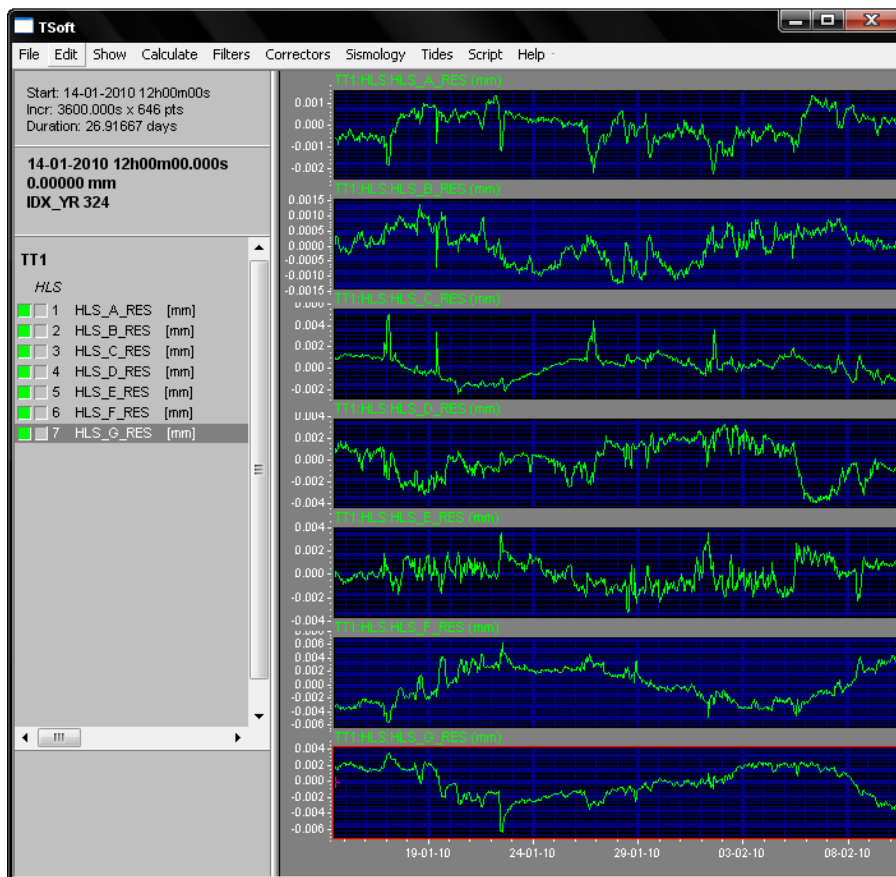 TSoft
File Edit Show Calculate Filters Correctors Sismology Tides Script Help
Start: 14-01-2010 12h00m00s
Incr: 3600.000s x 646 pts
Duration: 26.91667 days
14-01-2010 12h00m00.000s
0.00000 mm
IDX_YR 324
TT1
HLS
1 HLS_A_RES [mm]
2 HLS_B_RES [mm]
3 HLS_C_RES [mm]
4 HLS_D_RES [mm]
5 HLS_E_RES [mm]
6 HLS_F_RES [mm]
7 HLS_G_RES [mm]
TT1:HLS:HLS_A_RES (mm)
0.001
0.000
-0.001
-0.002
TT1:HLS:HLS_B_RES (mm)
0.0015
0.0010
0.0005
0.0000
-0.0005
-0.0010
-0.0015
TT1:HLS:HLS_C_RES (mm)
0.004
0.002
0.000
-0.002
TT1:HLS:HLS_D_RES (mm)
0.004
0.002
0.000
-0.002
-0.004
TT1:HLS:HLS_E_RES (mm)
0.004
0.002
0.000
-0.002
-0.004
TT1:HLS:HLS_F_RES (mm)
0.006
0.004
0.002
0.000
-0.002
-0.004
-0.006
TT1:HLS:HLS_G_RES (mm)
0.004
0.002
0.000
-0.002
-0.004
-0.006
19-01-10 24-01-10 29-01-10 03-02-10 08-02-10